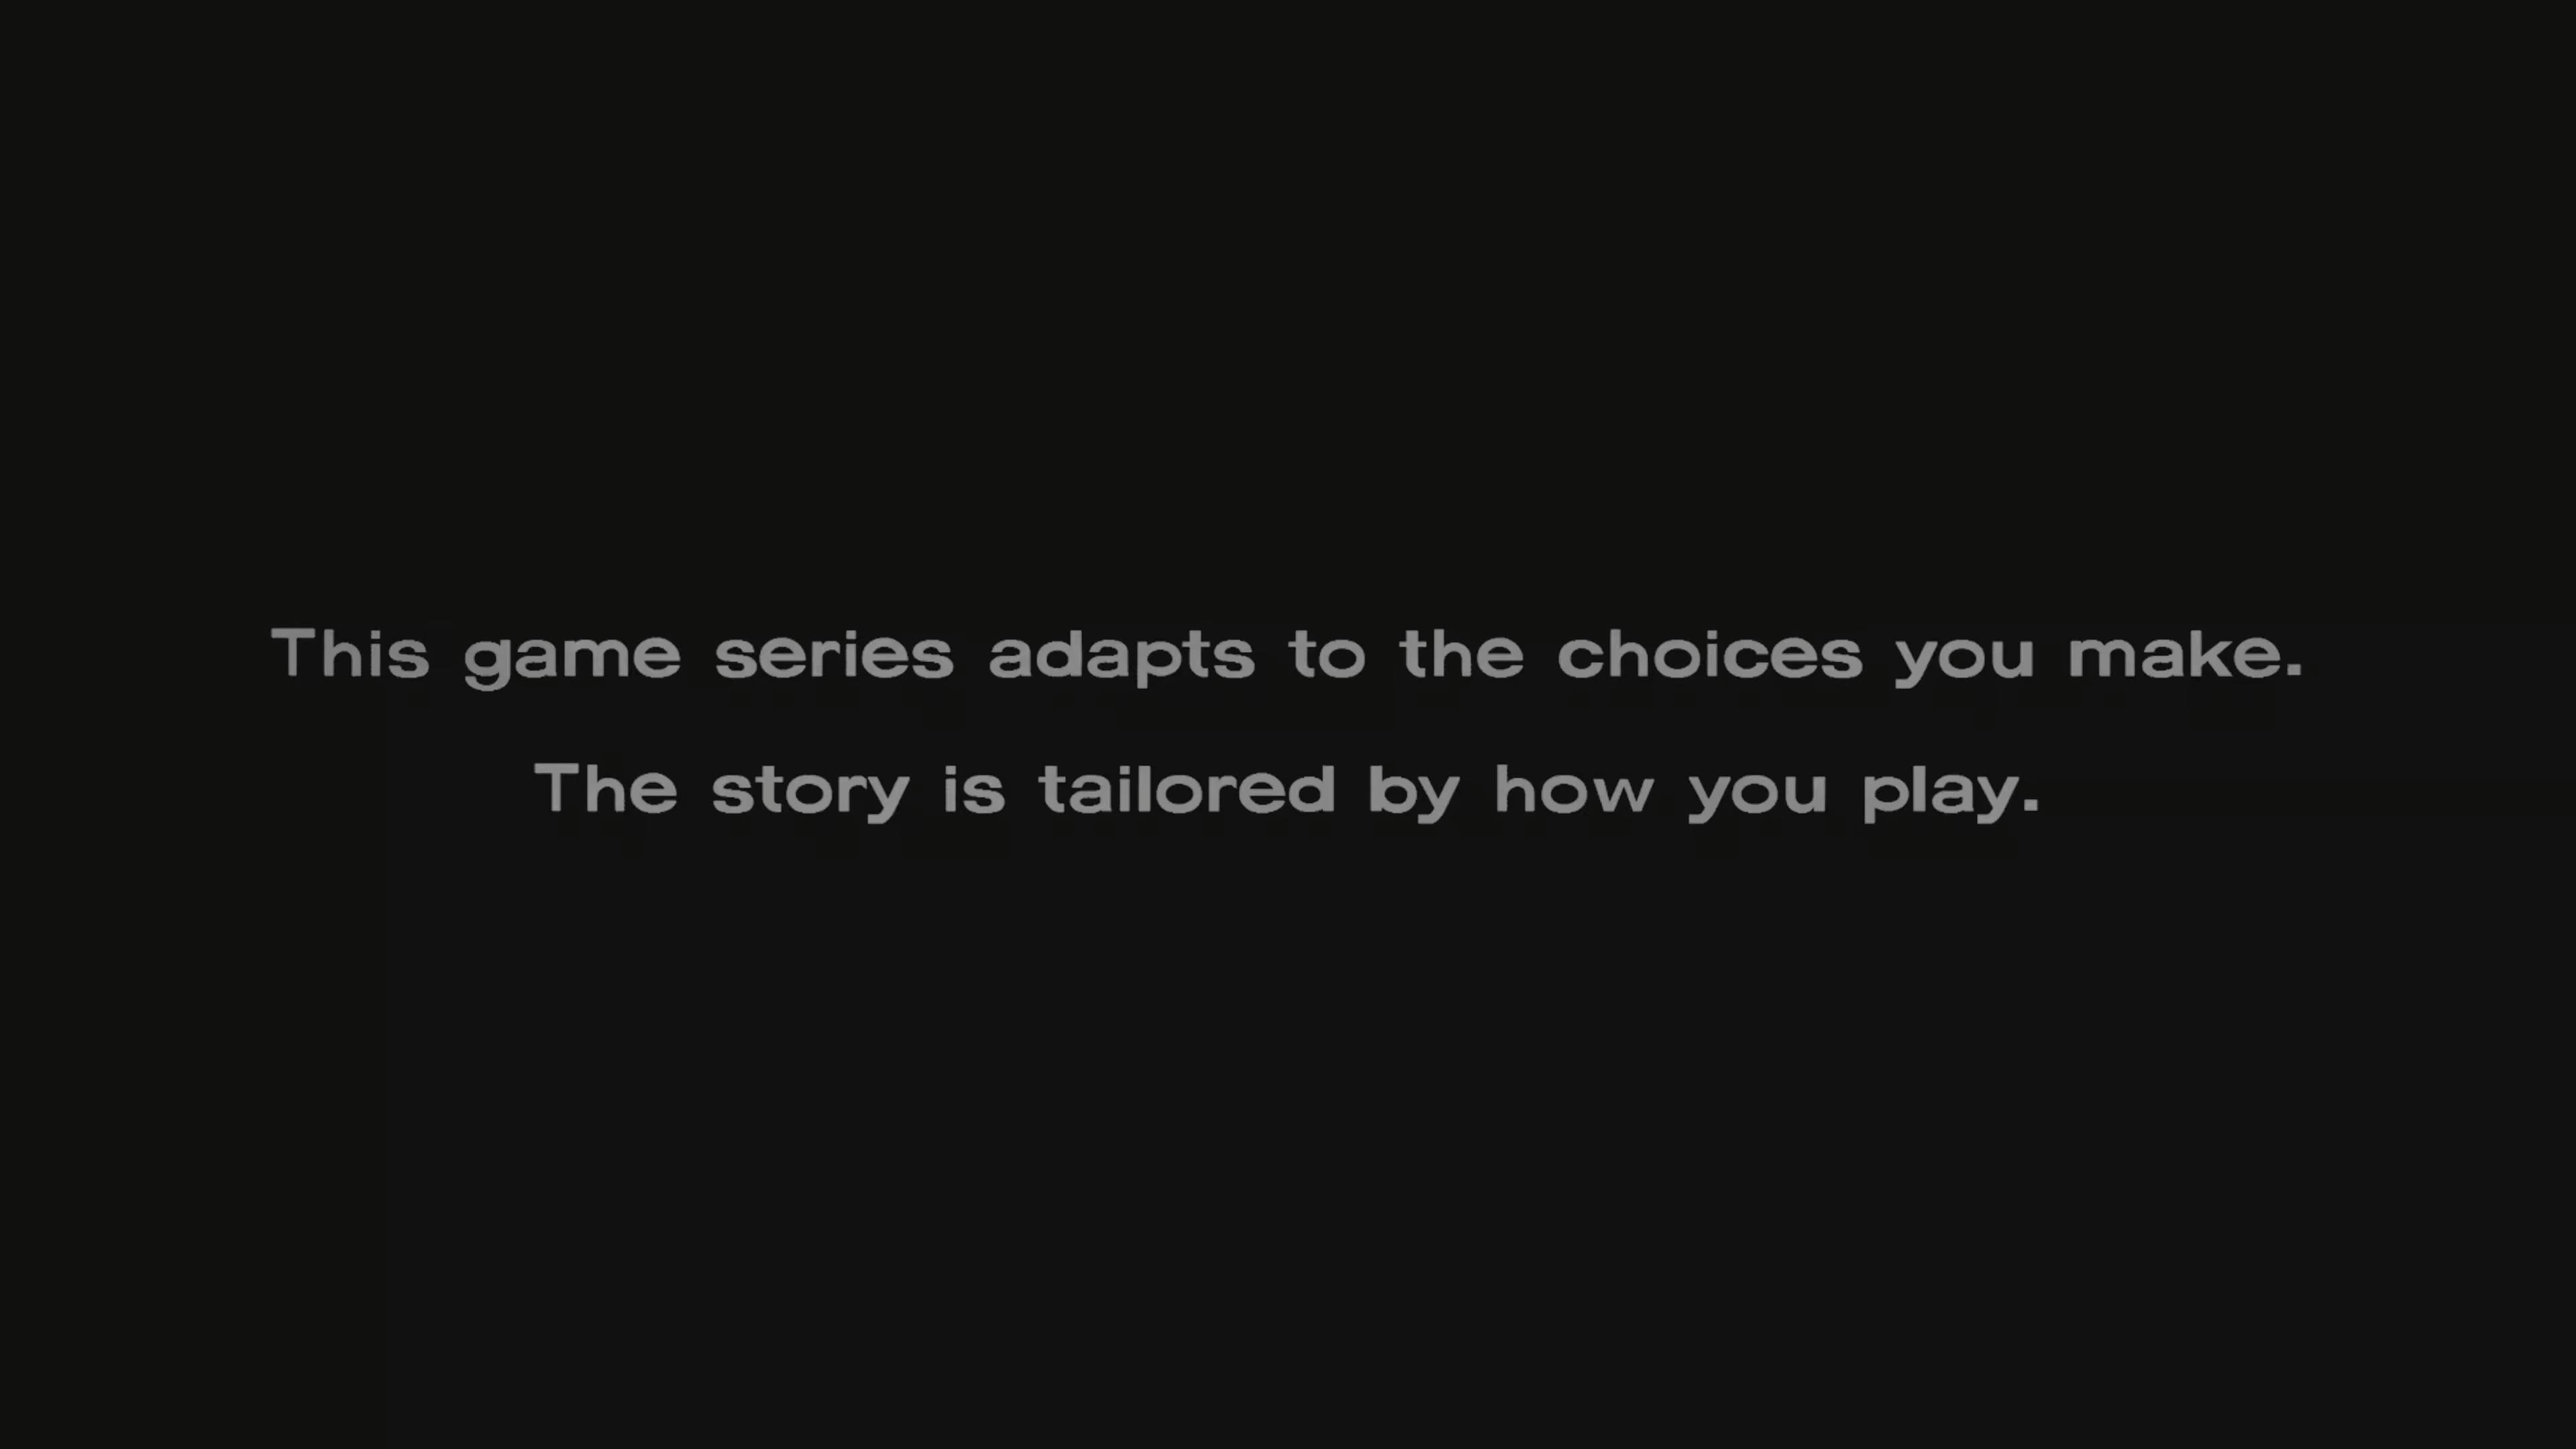 This game series adapts to the choices you make.
The story is tailored by how you play.